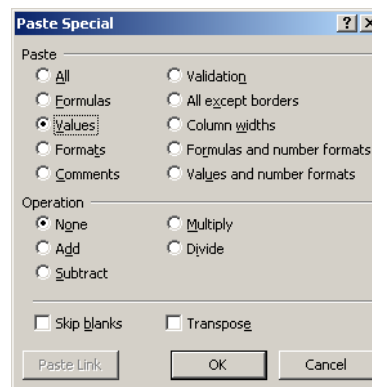 Paste Special
Paste
All
Validation
Formulas
All except borders
Values
Column widths
Formats
Formulas and number formats
Comments
Values and number formats
Operation
None
Multiply
Add
Divide
Subtract
Skip blanks
Transpose
Paste Link
OK
Cancel